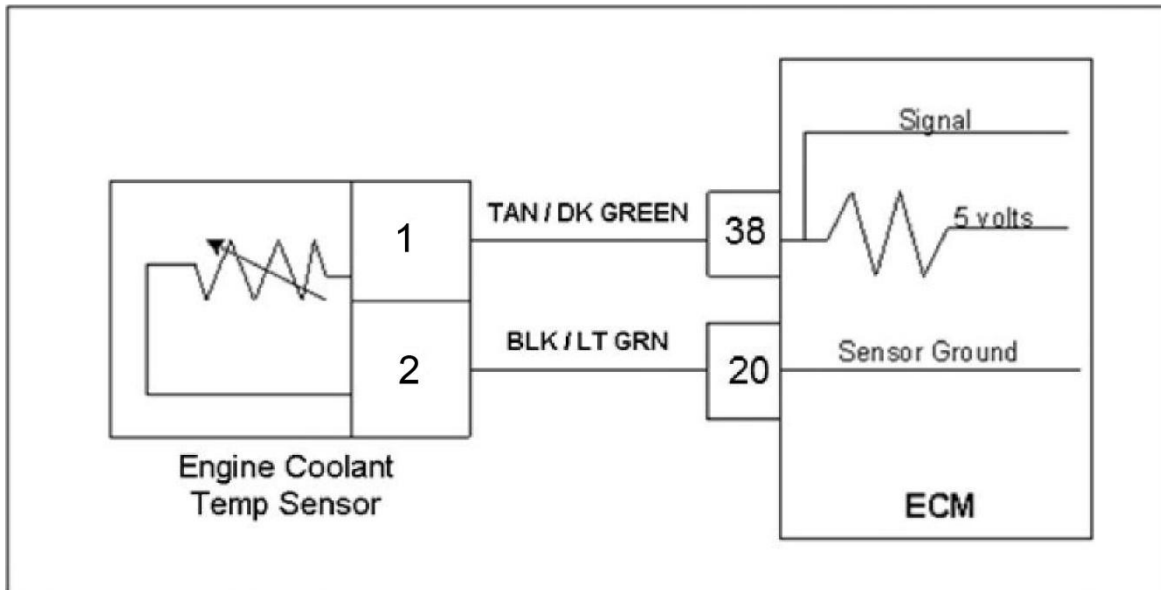 Signal
TAN / DK GREEN
1
38
5 volts
BLK / LT GRN
2
20
Sensor Ground
Engine Coolant
Temp Sensor
ECM